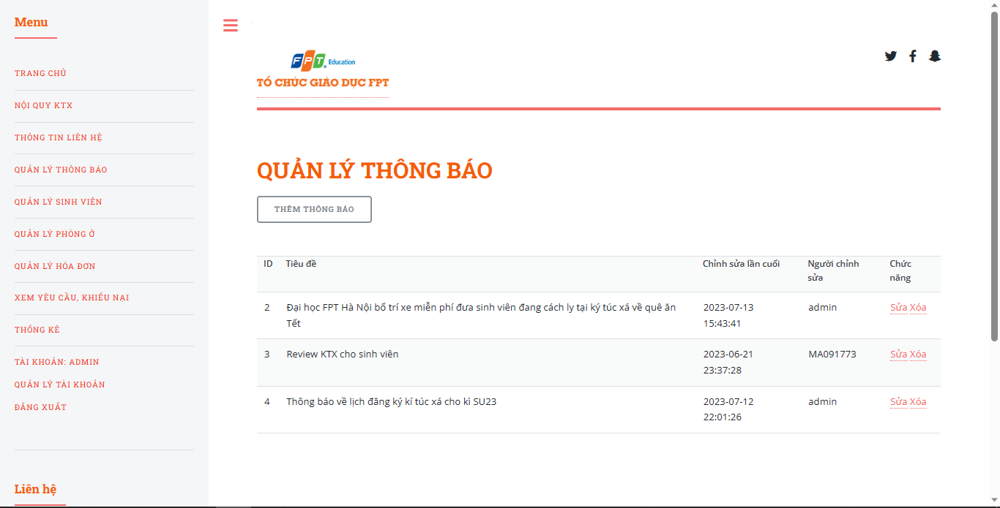 Menu
TRANG CHỦ
NỘI QUY KTX
THÔNG TIN LIÊN HỆ
QUẢN LÝ THÔNG BÁO
QUẢN LÝ SINH VIÊN
QUẢN LÝ PHÒNG Ở
QUẢN LÝ HÓA ĐƠN
XEM YÊU CẦU, KHIẾU NẠI
THỐNG KÊ
TÀI KHOẢN: ADMIN
QUẢN LÝ TÀI KHOẢN
ĐĂNG XUẤT
Liên hệ
FPT Education
TỔ CHỨC GIÁO DỤC FPT
QUẢN LÝ THÔNG BÁO
THÊM THÔNG BÁO
ID Tiêu đề Chỉnh sửa lần cuối Người chỉnh Chức
sửa năng
2 Đại học FPT Hà Nội bố trí xe miễn phí đưa sinh viên đang cách ly tại ký túc xá về quê ăn 2023-07-13 admin Sửa Xóa
Tết 15:43:41
3 Review KTX cho sinh viên 2023-06-21 MA091773 Sửa Xóa
23:37:28
4 Thông báo về lịch đăng ký kí túc xá cho kì SU23 2023-07-12 admin Sửa Xóa
22:01:26